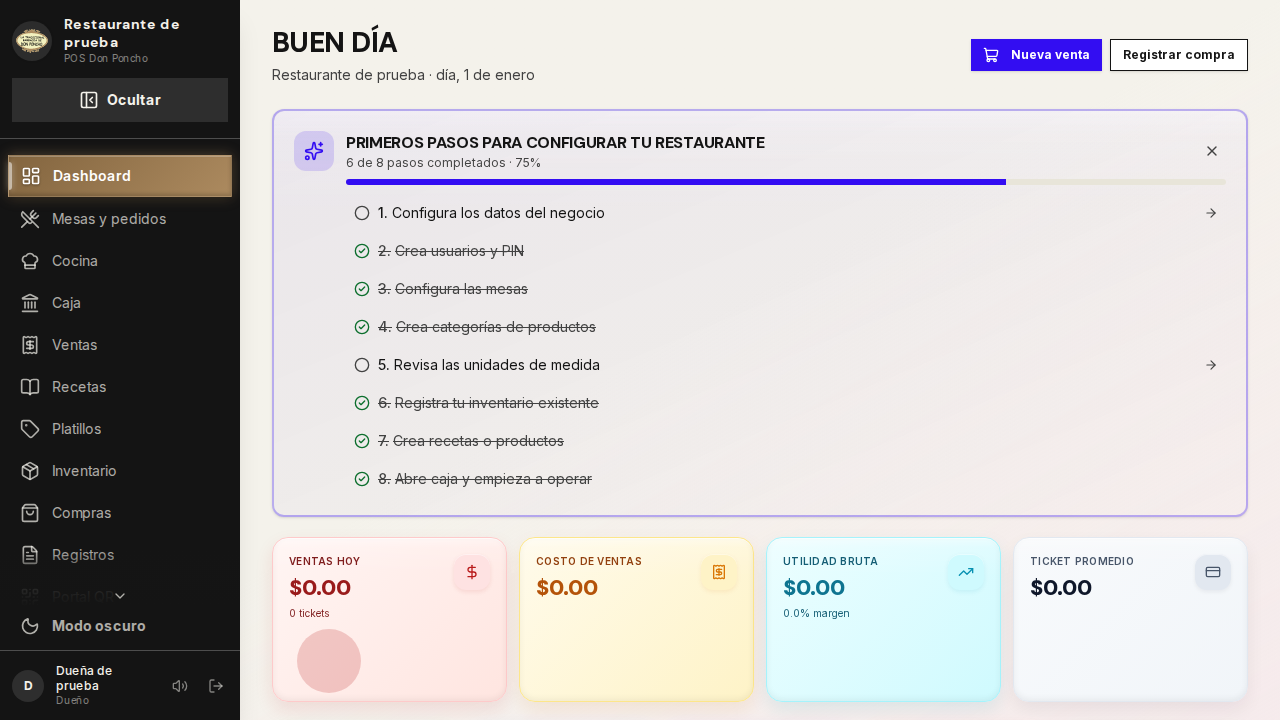 Restaurante de
prueba
POS Don Poncho
Ocultar
Dashboard
Mesas y pedidos
Cocina
Caja
Ventas
Recetas
Platillos
Inventario
Compras
Registros
Portal QR
Modo oscuro
D
Dueña de
prueba
Dueño
BUEN DÍA
Restaurante de prueba · día, 1 de enero
Nueva venta
Registrar compra
PRIMEROS PASOS PARA CONFIGURAR TU RESTAURANTE
6 de 8 pasos completados · 75%
1. Configura los datos del negocio
2. Crea usuarios y PIN
3. Configura las mesas
4. Crea categorías de productos
5. Revisa las unidades de medida
6. Registra tu inventario existente
7. Crea recetas o productos
8. Abre caja y empieza a operar
VENTAS HOY
$0.00
0 tickets
COSTO DE VENTAS
$0.00
UTILIDAD BRUTA
$0.00
0.0% margen
TICKET PROMEDIO
$0.00